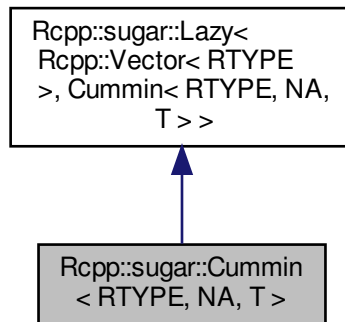 Rcpp::sugar::Lazy<
Rcpp::Vector< RTYPE
>, Cummin< RTYPE, NA,
T > >
Rcpp::sugar::Cummin
< RTYPE, NA, T >